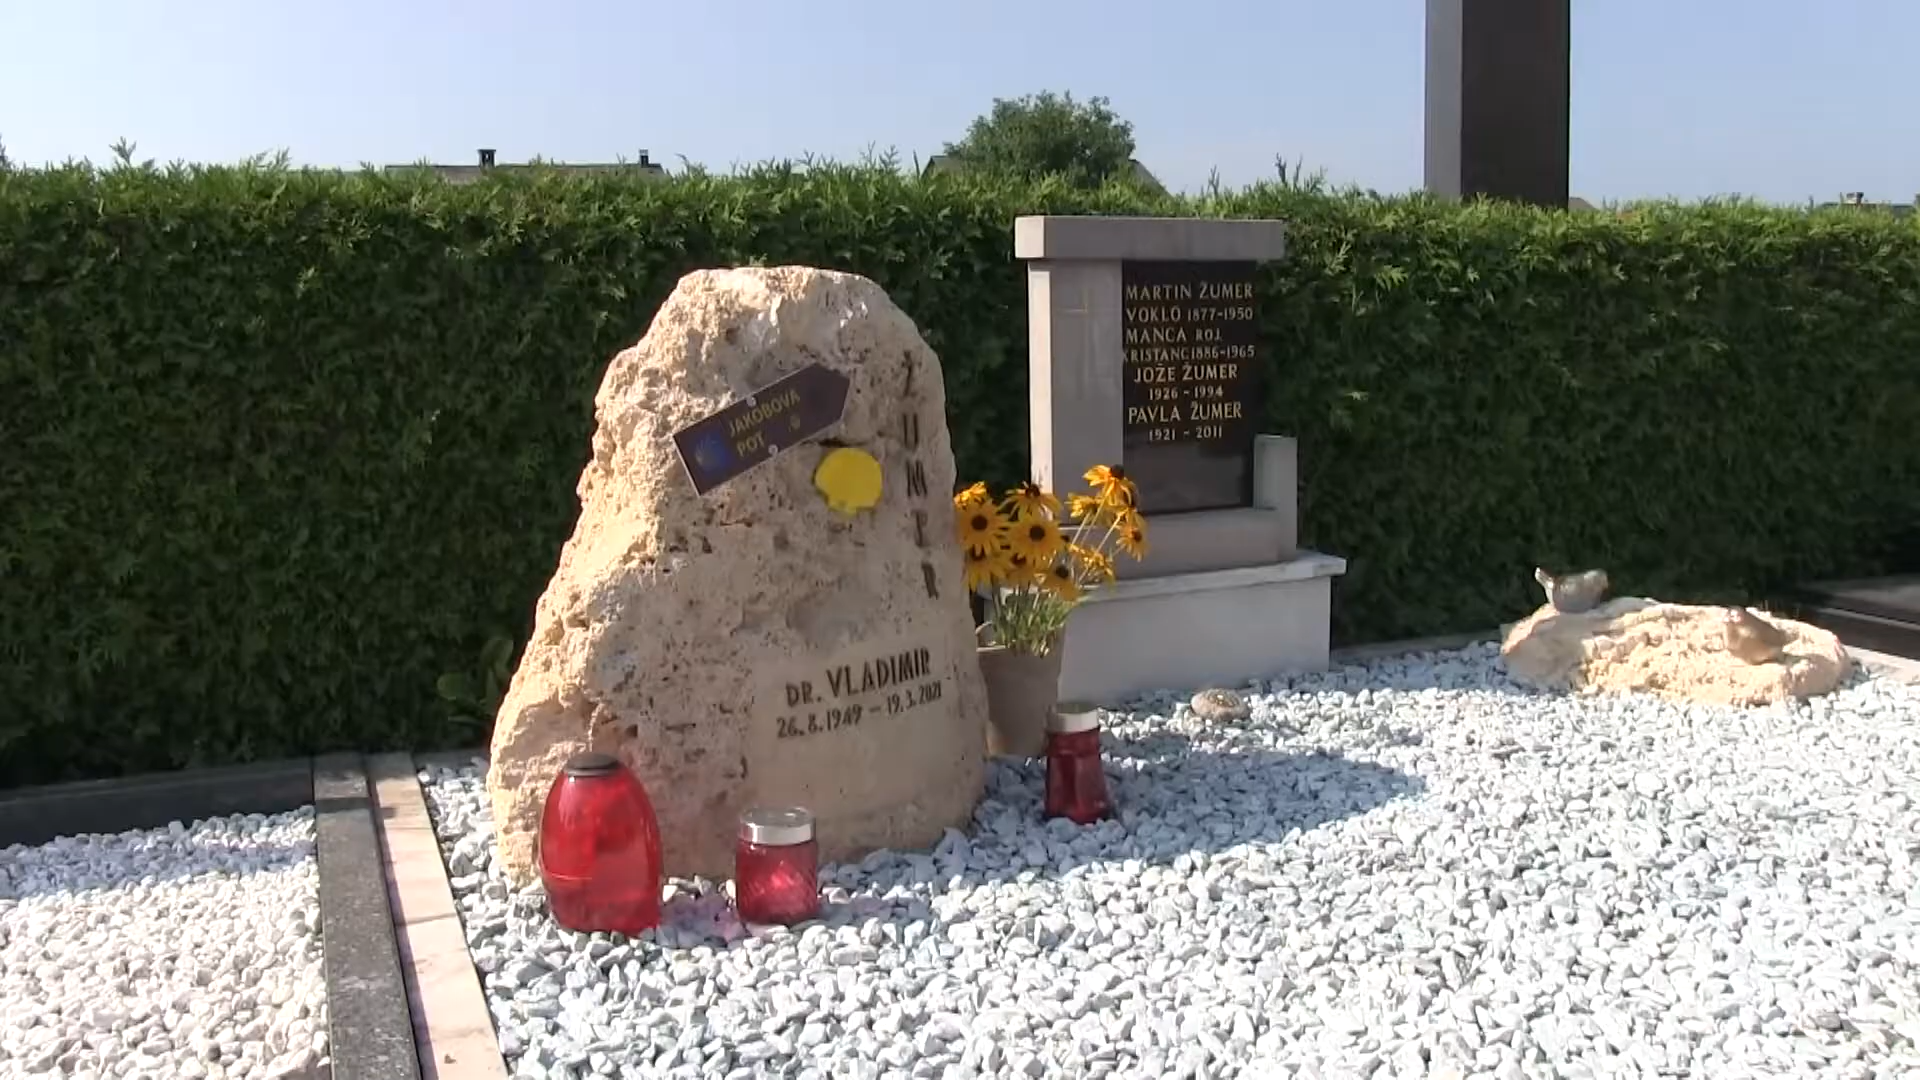 JAKOBOVA
POT
ŽUMER
DR. VLADIMIR
26.8.1949 – 19.3.2021
MARTIN ŽUMER
VOKLO 1877-1950
MANCA ROJ.
KRISTANC 1886-1965
JOŽE ŽUMER
1926 - 1994
PAVLA ŽUMER
1921 - 2011